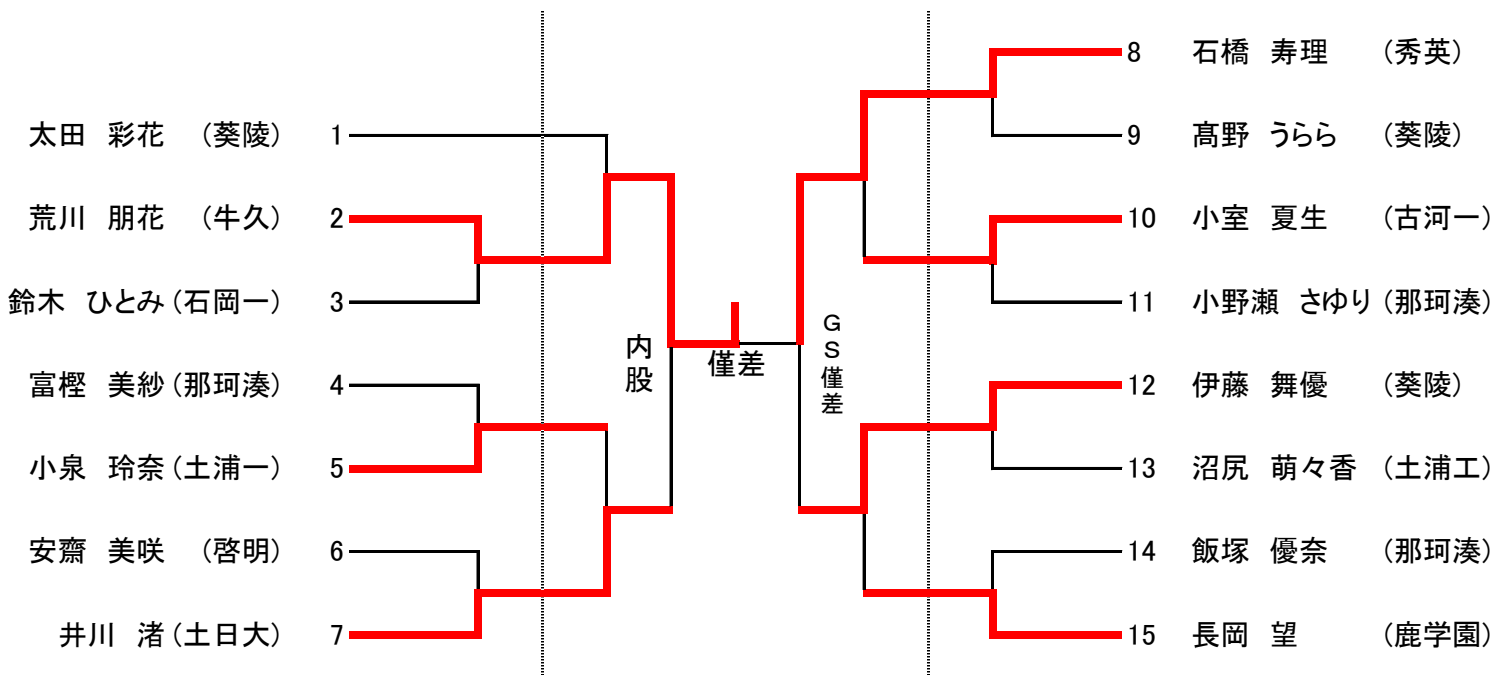 太田 彩花 (葵陵) 1
荒川 朋花 (牛久) 2
鈴木 ひとみ (石岡一) 3
富樫 美紗 (那珂湊) 4
小泉 玲奈 (土浦一) 5
安齋 美咲 (啓明) 6
井川 渚 (土日大) 7
内股
僅差
GS僅差
8 石橋 寿理 (秀英)
9 髙野 うらら (葵陵)
10 小室 夏生 (古河一)
11 小野瀬 さゆり (那珂湊)
12 伊藤 舞優 (葵陵)
13 沼尻 萌々香 (土浦工)
14 飯塚 優奈 (那珂湊)
15 長岡 望 (鹿学園)